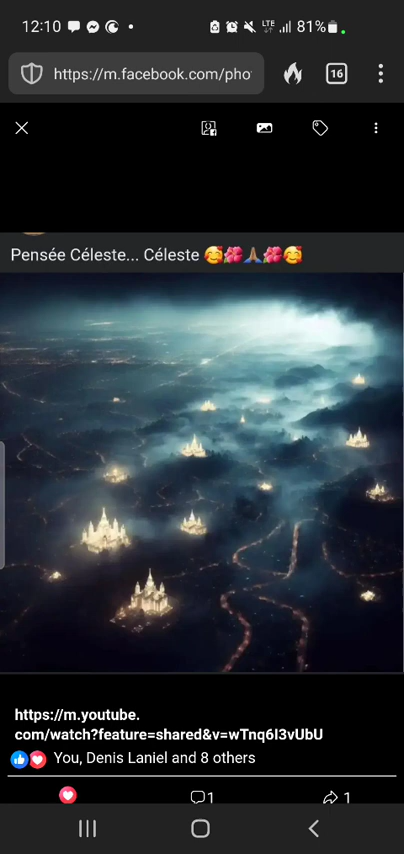 12:10
LTE
81%
https://m.facebook.com/pho
16
Pensée Céleste... Céleste 🥰🌺🙏🏽🌺🥰
https://m.youtube.
com/watch?feature=shared&v=wTnq6I3vUbU
You, Denis Laniel and 8 others
1
1